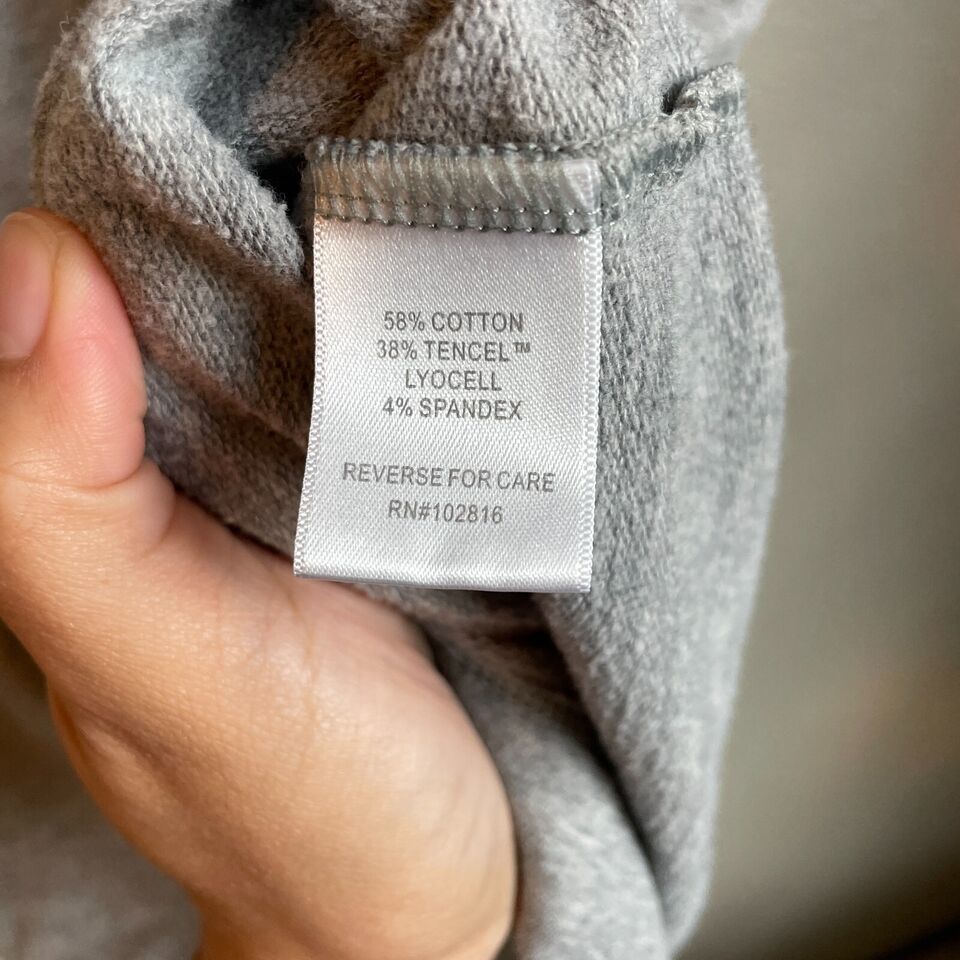 58% COTTON
38% TENCEL™
LYOCELL
4% SPANDEX
REVERSE FOR CARE
RN#102816